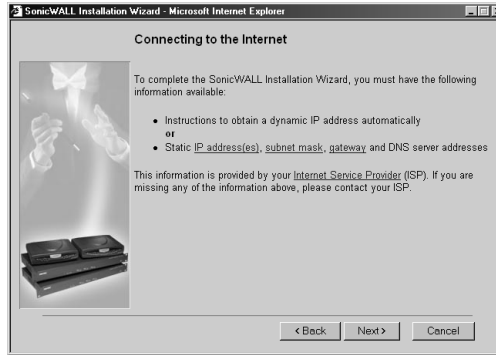 SonicWALL Installation Wizard - Microsoft Internet Explorer
Connecting to the Internet
To complete the SonicWALL Installation Wizard, you must have the following
information available:
• Instructions to obtain a dynamic IP address automatically
or
• Static IP address(es), subnet mask, gateway and DNS server addresses
This information is provided by your Internet Service Provider (ISP). If you are
missing any of the information above, please contact your ISP.
< Back Next > Cancel